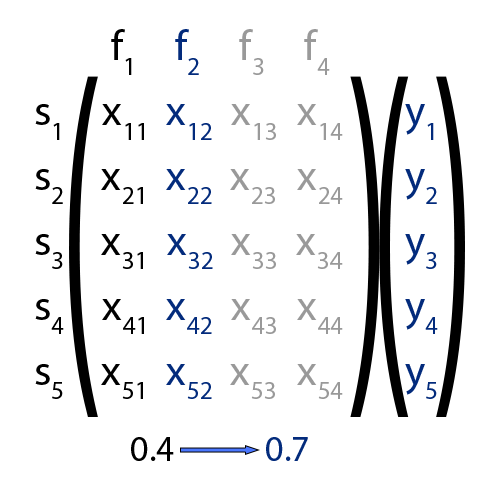 f₁ f₂ f₃ f₄
s₁ x₁₁ x₁₂ x₁₃ x₁₄ y₁
s₂ x₂₁ x₂₂ x₂₃ x₂₄ y₂
s₃ x₃₁ x₃₂ x₃₃ x₃₄ y₃
s₄ x₄₁ x₄₂ x₄₃ x₄₄ y₄
s₅ x₅₁ x₅₂ x₅₃ x₅₄ y₅
0.4 → 0.7